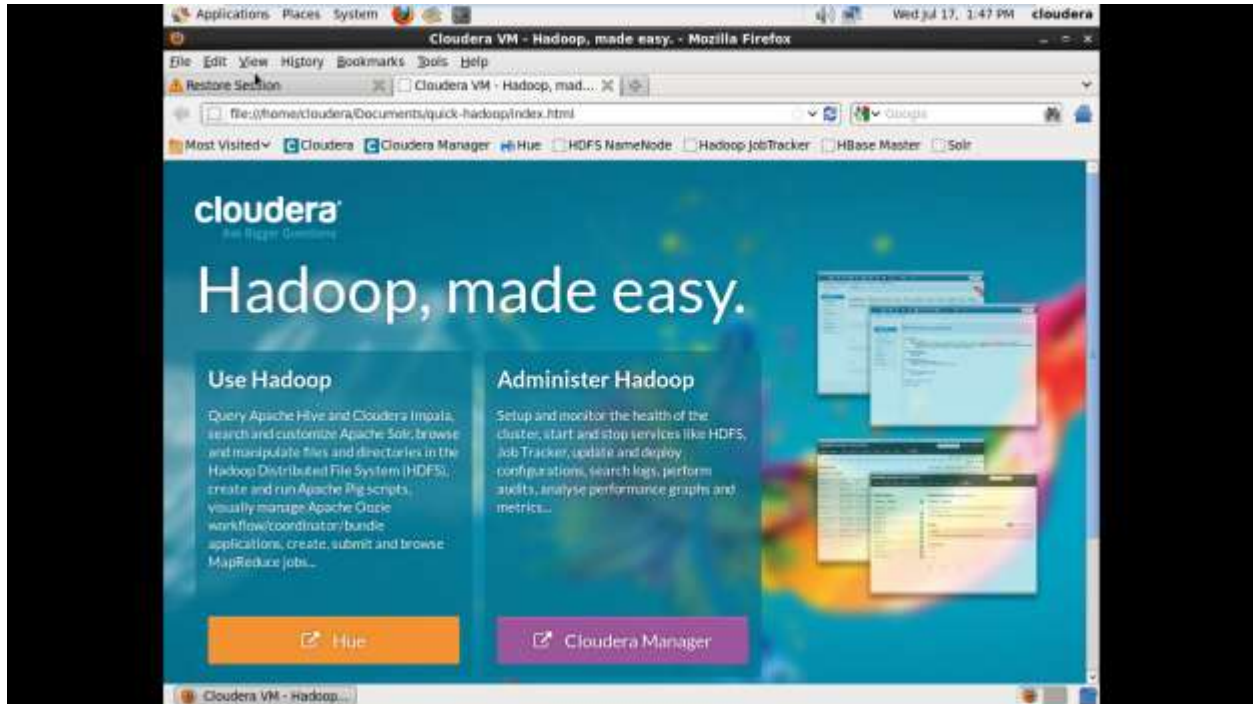 Applications Places System
Wed Jul 17, 1:47 PM cloudera
Cloudera VM - Hadoop, made easy. - Mozilla Firefox
File Edit View History Bookmarks Tools Help
Restore Session
Cloudera VM - Hadoop, mad...
file:///home/cloudera/Documents/quick-hadoop/index.html
Google
Most Visited Cloudera Cloudera Manager Hue HDFS NameNode Hadoop JobTracker HBase Master Solr
cloudera
Ask Bigger Questions
Hadoop, made easy.
Use Hadoop
Query Apache Hive and Cloudera Impala,
search and customize Apache Solr, browse
and manipulate files and directories in the
Hadoop Distributed File System (HDFS),
create and run Apache Pig scripts,
visually manage Apache Oozie
workflow/coordinator/bundle
applications, create, submit and browse
MapReduce jobs...
Hue
Administer Hadoop
Setup and monitor the health of the
cluster, start and stop services like HDFS,
Job Tracker, update and deploy
configurations, search logs, perform
audits, analyse performance graphs and
metrics...
Cloudera Manager
Cloudera VM - Hadoop...